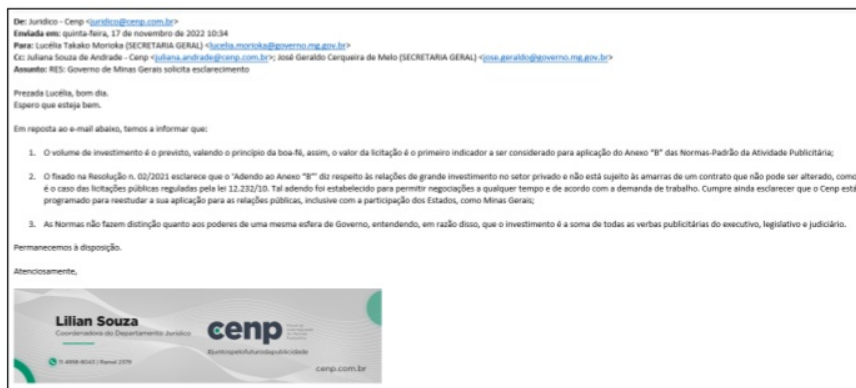 De: Jurídico - Cenp <juridico@cenp.com.br>
Enviada em: quinta-feira, 17 de novembro de 2022 10:34
Para: Lucélia Takako Morioka (SECRETARIA GERAL) <lucelia.morioka@governo.mg.gov.br>
Cc: Juliana Souza de Andrade - Cenp <juliana.andrade@cenp.com.br>; José Geraldo Cerqueira de Melo (SECRETARIA GERAL) <jose.geraldo@governo.mg.gov.br>
Assunto: RES: Governo de Minas Gerais solicita esclarecimento
Prezada Lucélia, bom dia.
Espero que esteja bem.
Em reposta ao e-mail abaixo, temos a informar que:
1. O volume de investimento é o previsto, valendo o princípio da boa-fé, assim, o valor da licitação é o primeiro indicador a ser considerado para aplicação do Anexo "B" das Normas-Padrão da Atividade Publicitária;
2. O fixado na Resolução n. 02/2021 esclarece que o 'Adendo ao Anexo "B"' diz respeito às relações de grande investimento no setor privado e não está sujeito às amarras de um contrato que não pode ser alterado, como
é o caso das licitações públicas reguladas pela lei 12.232/10. Tal adendo foi estabelecido para permitir negociações a qualquer tempo e de acordo com a demanda de trabalho. Cumpre ainda esclarecer que o Cenp está
programado para reestudar a sua aplicação para as relações públicas, inclusive com a participação dos Estados, como Minas Gerais;
3. As Normas não fazem distinção quanto aos poderes de uma mesma esfera de Governo, entendendo, em razão disso, que o investimento é a soma de todas as verbas publicitárias do executivo, legislativo e judiciário.
Permanecemos à disposição.
Atenciosamente,
Lilian Souza
Coordenadora do Departamento Jurídico
cenp
#juntospelofuturodapublicidade
cenp.com.br